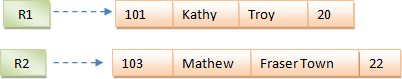 R1 101 Kathy Troy 20
R2 103 Mathew Fraser Town 22